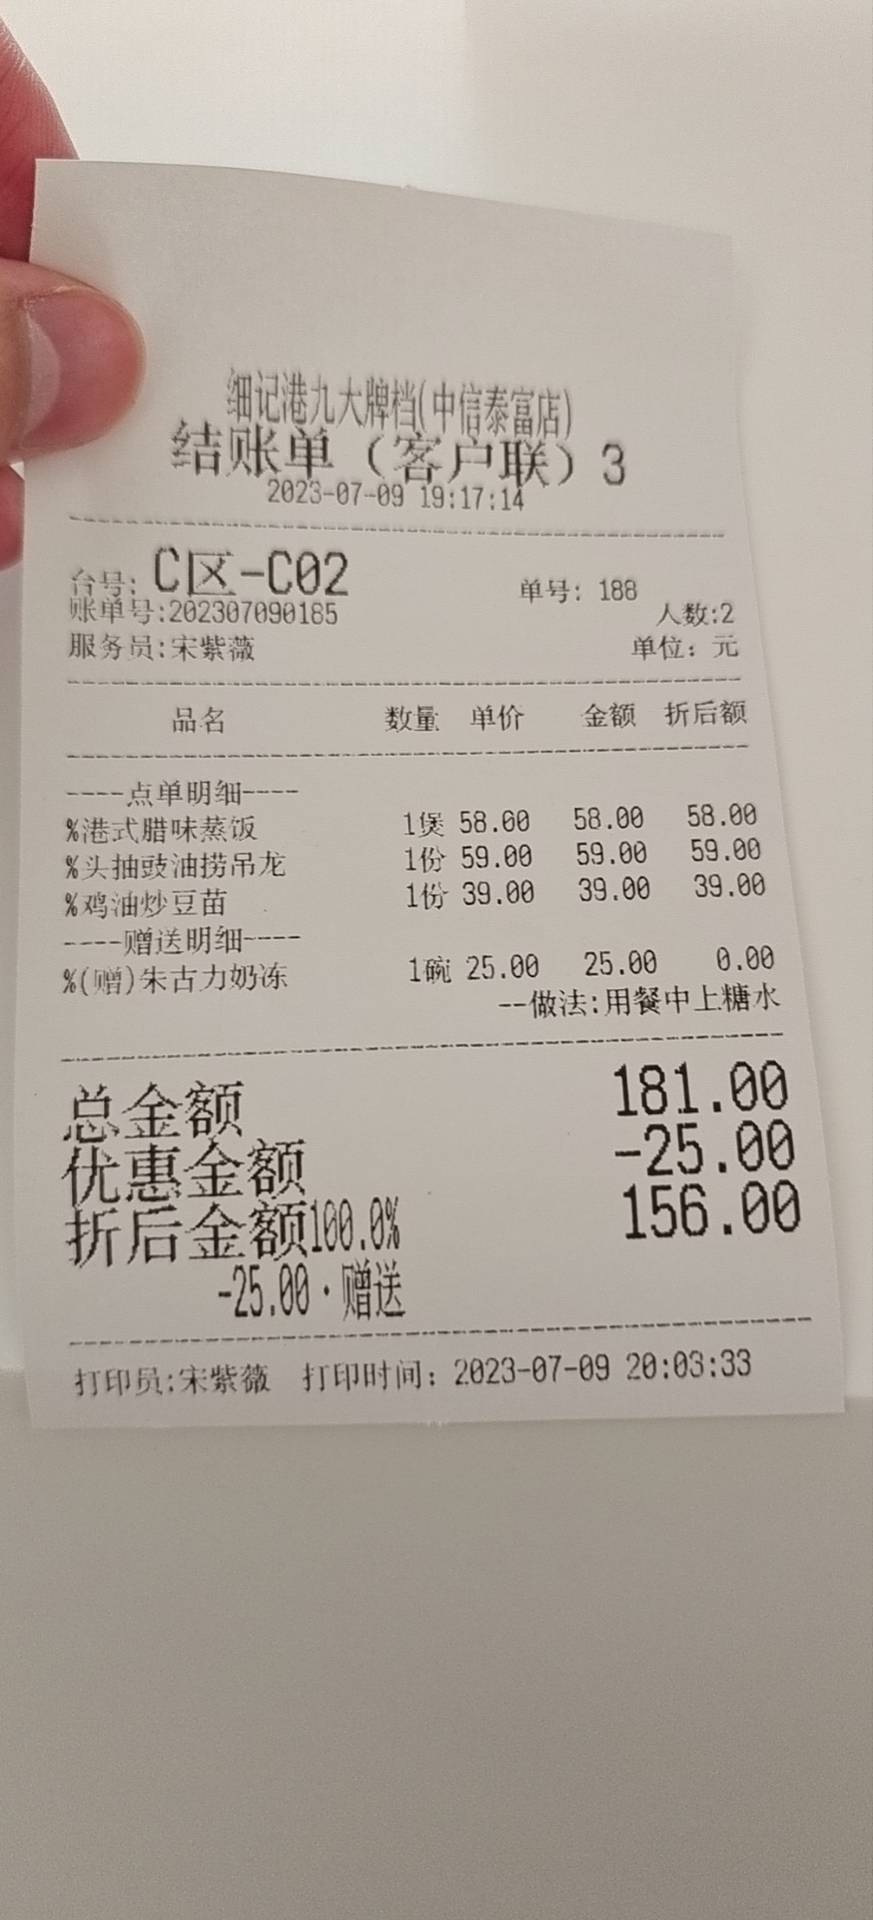 细记港九大牌档(中信泰富店)
结账单（客户联）3
2023-07-09 19:17:14
台号: C区-C02 单号: 188
账单号:202307090185 人数:2
服务员:宋紫薇 单位: 元
品名 数量 单价 金额 折后额
----点单明细----
%港式腊味蒸饭 1煲 58.00 58.00 58.00
%头抽豉油捞吊龙 1份 59.00 59.00 59.00
%鸡油炒豆苗 1份 39.00 39.00 39.00
----赠送明细----
%(赠)朱古力奶冻 1碗 25.00 25.00 0.00
--做法:用餐中上糖水
总金额 181.00
优惠金额 -25.00
折后金额100.0% 156.00
-25.00·赠送
打印员:宋紫薇 打印时间: 2023-07-09 20:03:33